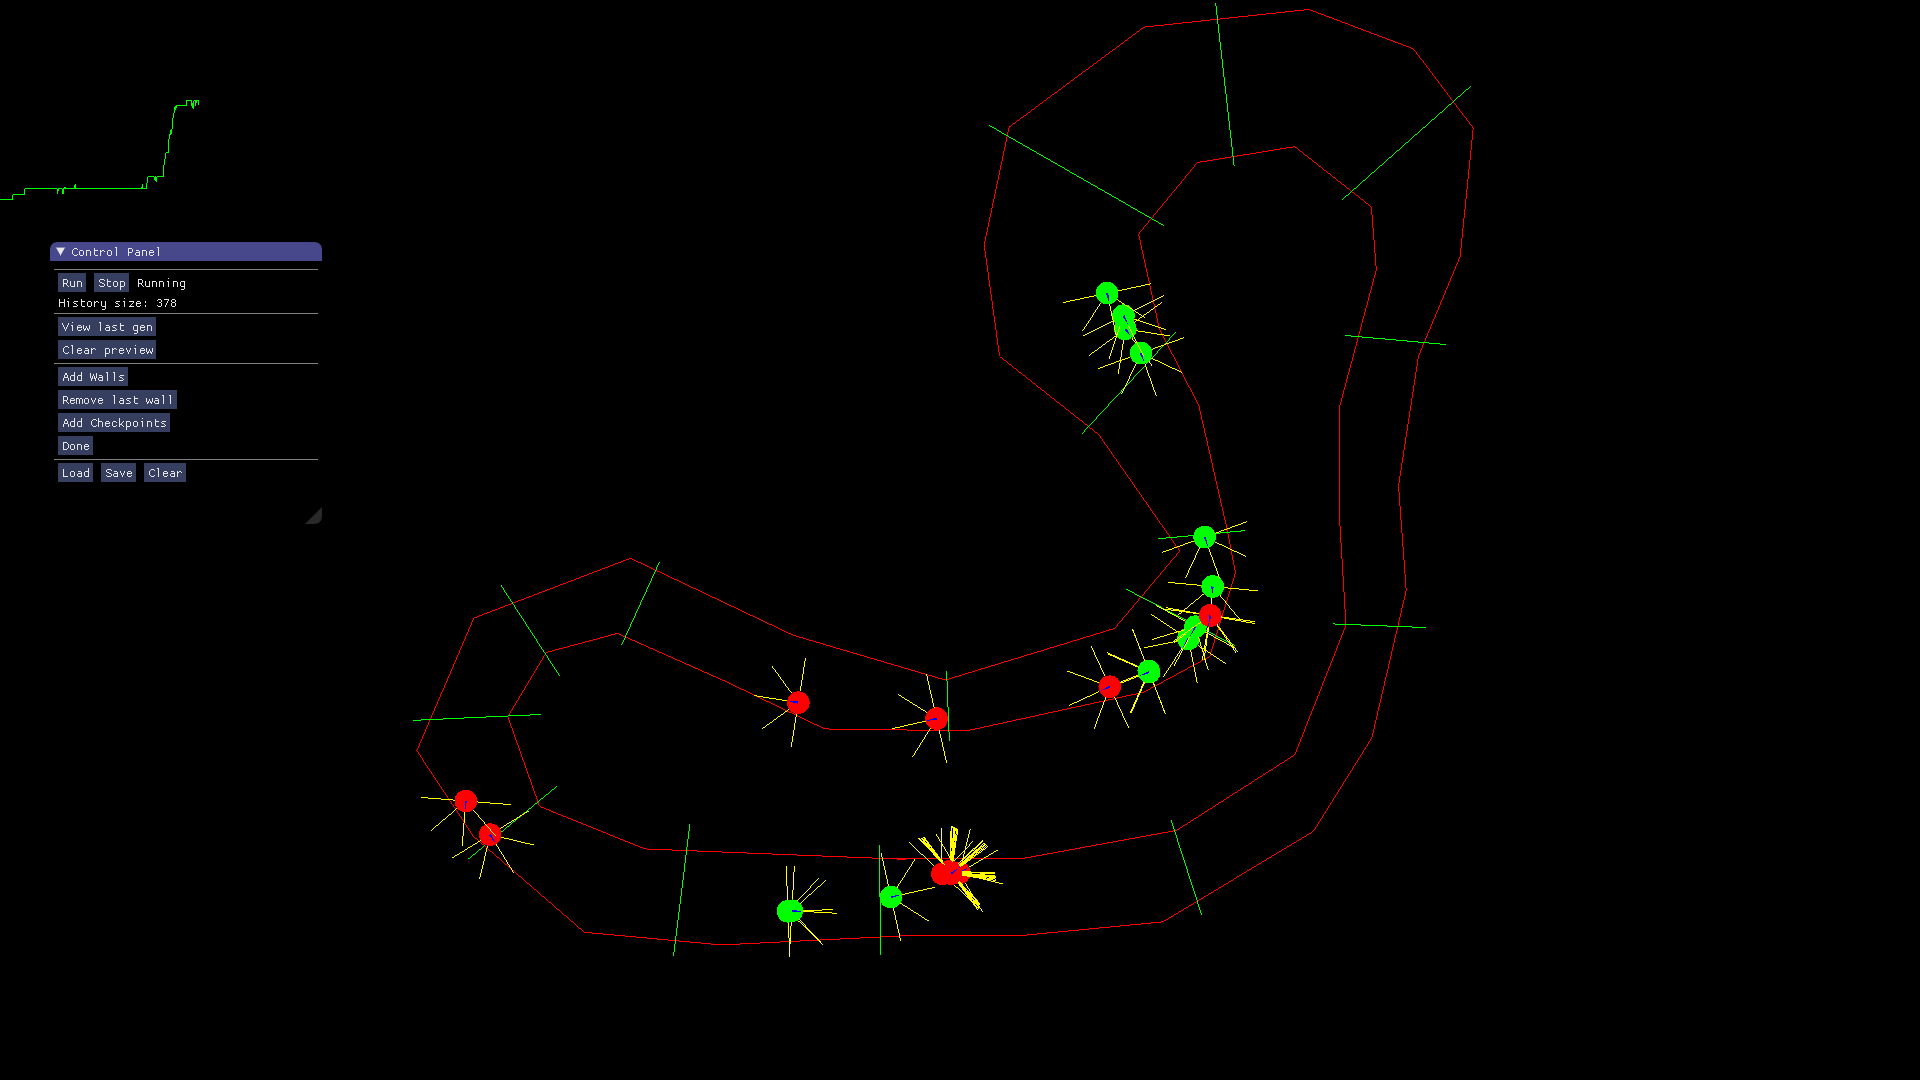 Control Panel
Run Stop Running
History size: 378
View last gen
Clear preview
Add Walls
Remove last wall
Add Checkpoints
Done
Load Save Clear